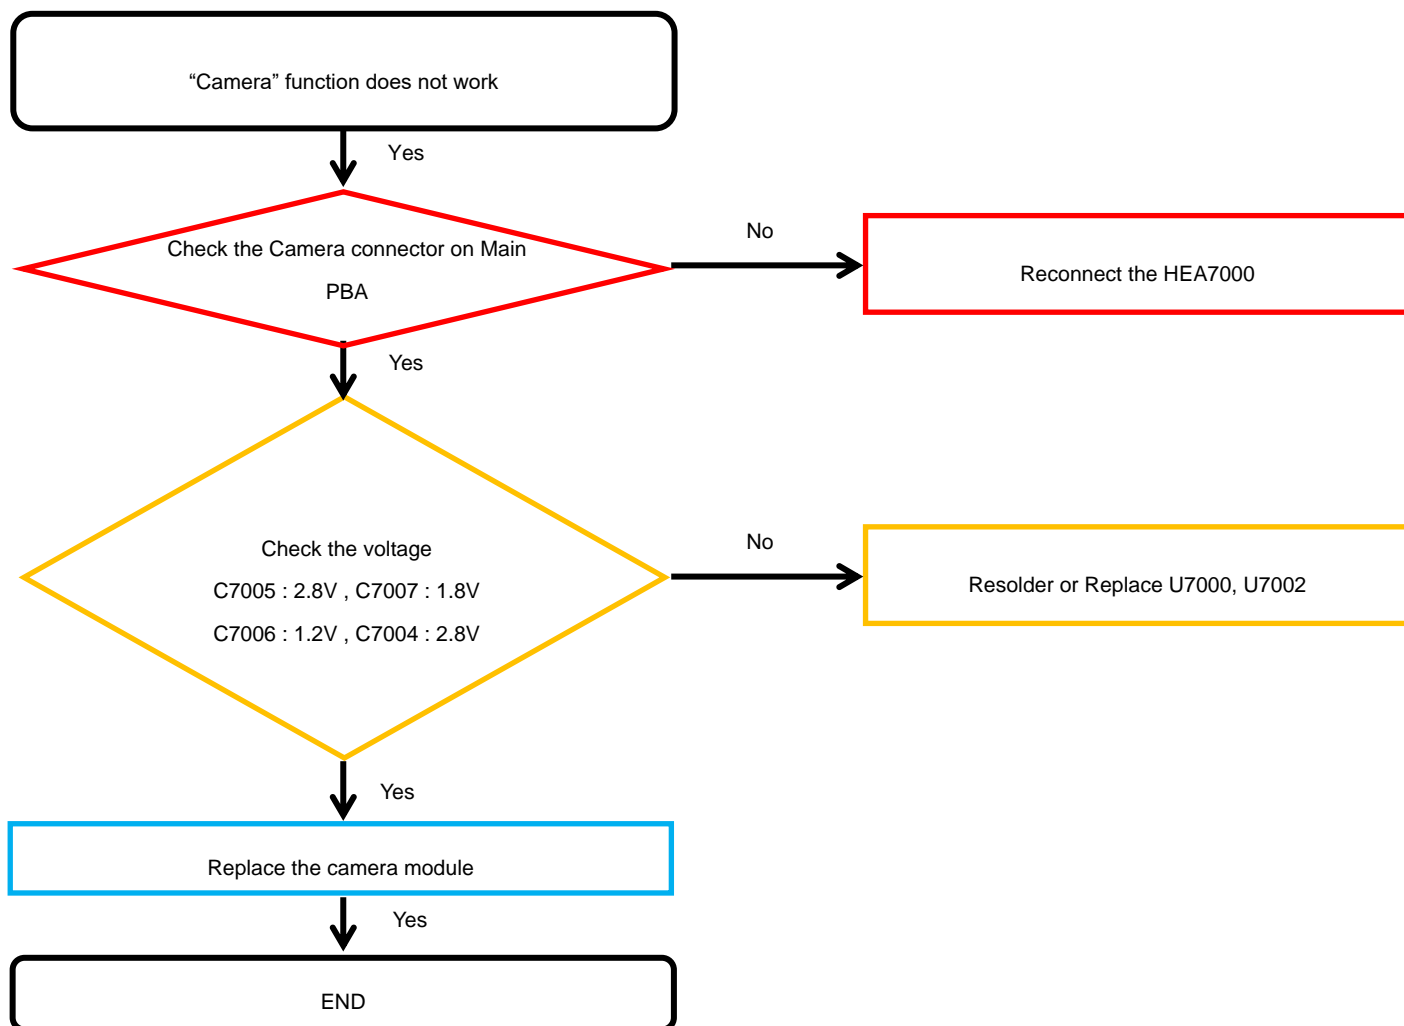 “Camera” function does not work
Yes
Check the Camera connector on Main
PBA
No
Reconnect the HEA7000
Yes
Check the voltage
C7005 : 2.8V , C7007 : 1.8V
C7006 : 1.2V , C7004 : 2.8V
No
Resolder or Replace U7000, U7002
Yes
Replace the camera module
Yes
END